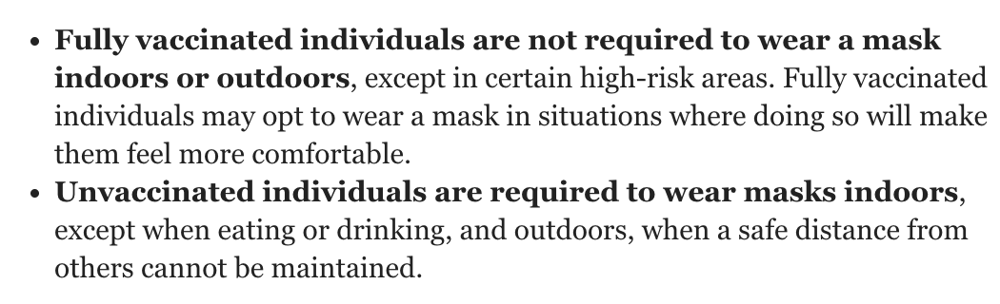 • Fully vaccinated individuals are not required to wear a mask
indoors or outdoors, except in certain high-risk areas. Fully vaccinated
individuals may opt to wear a mask in situations where doing so will make
them feel more comfortable.
• Unvaccinated individuals are required to wear masks indoors,
except when eating or drinking, and outdoors, when a safe distance from
others cannot be maintained.